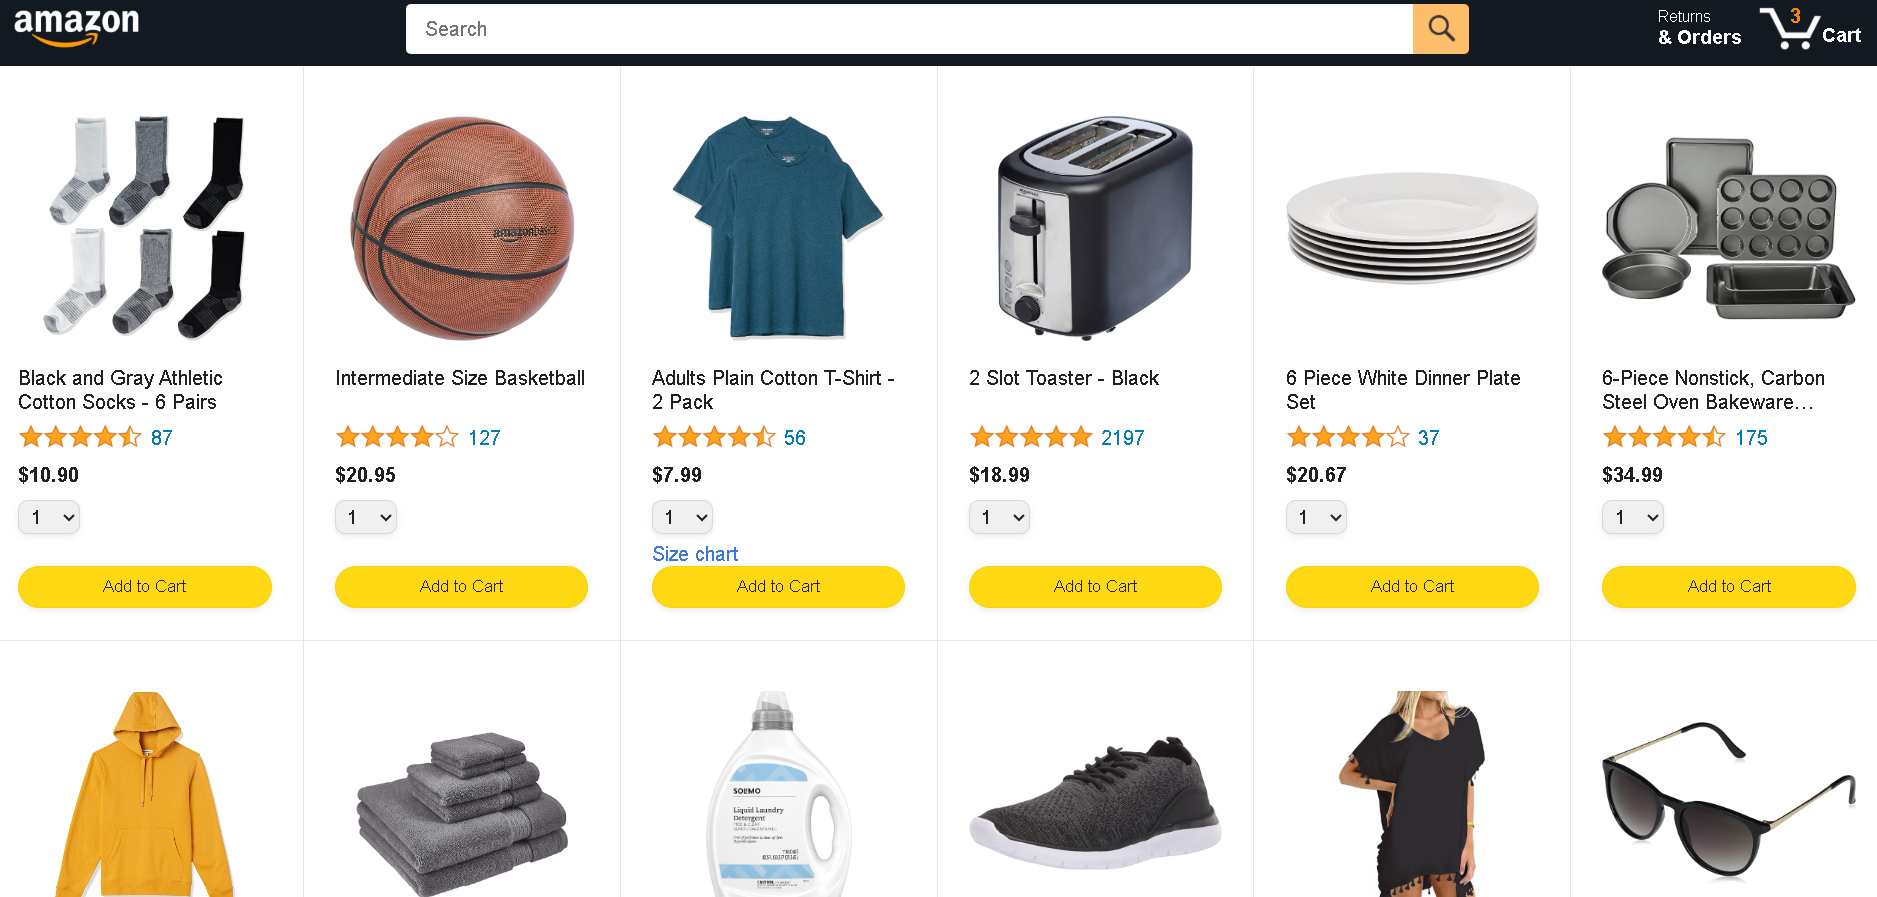 amazon
Search
Returns
& Orders
3
Cart
amazonbasics
Black and Gray Athletic
Cotton Socks - 6 Pairs
87
$10.90
1
Add to Cart
Intermediate Size Basketball
127
$20.95
1
Add to Cart
Adults Plain Cotton T-Shirt -
2 Pack
56
$7.99
1
Size chart
Add to Cart
2 Slot Toaster - Black
2197
$18.99
1
Add to Cart
6 Piece White Dinner Plate
Set
37
$20.67
1
Add to Cart
6-Piece Nonstick, Carbon
Steel Oven Bakeware...
175
$34.99
1
Add to Cart
SOLIMO
Liquid Laundry
Detergent
FREE & CLEAR